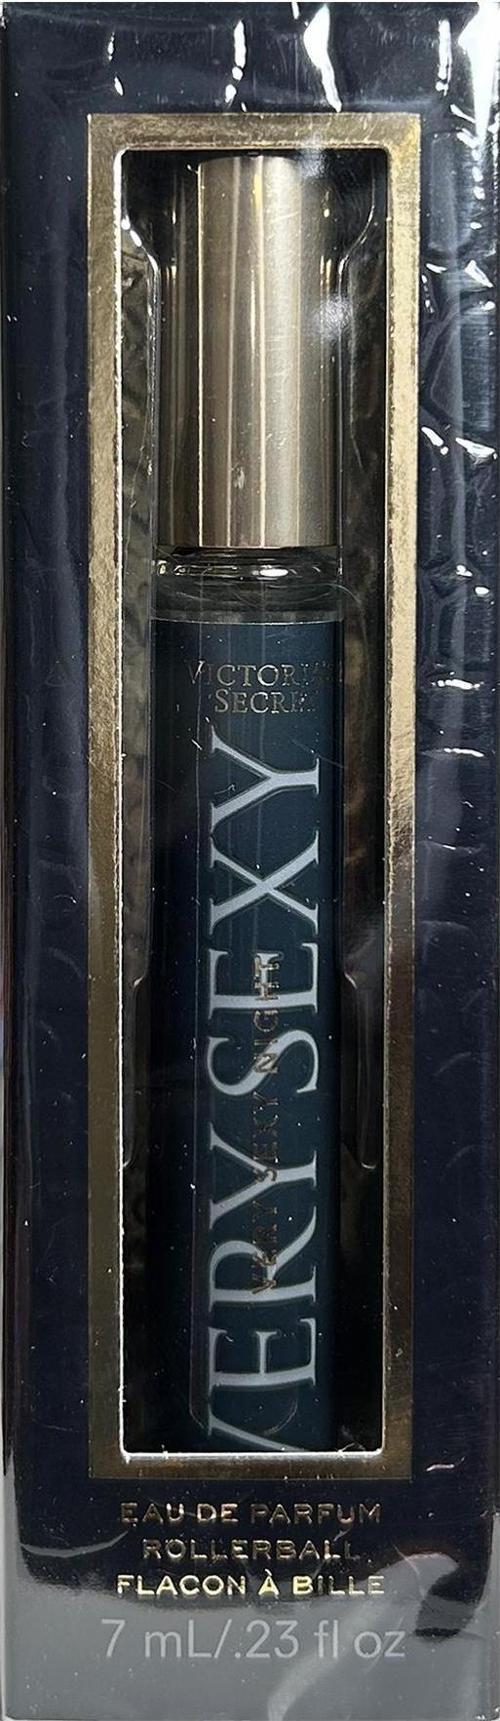 VICTORIA'S
SECRET
VERY SEXY
VERY SEXY NIGHT
EAU DE PARFUM
ROLLERBALL
FLACON À BILLE
7 mL/.23 fl oz